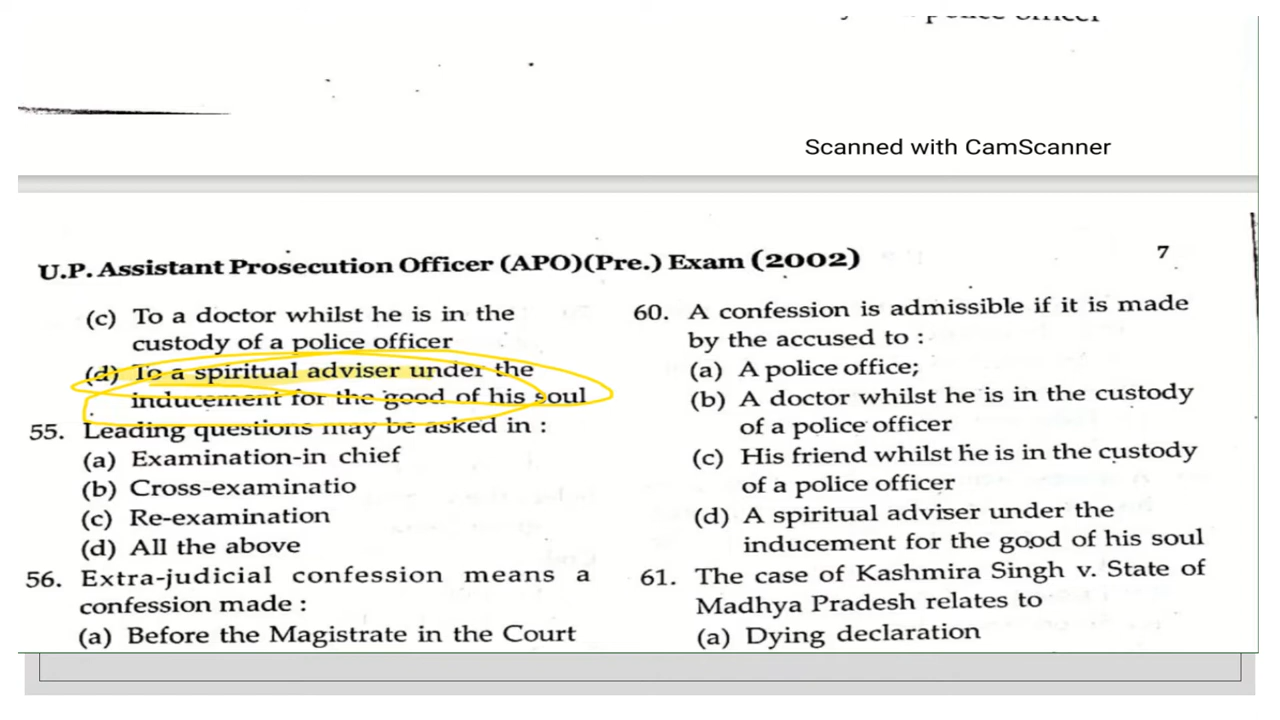 police officer
Scanned with CamScanner
U.P. Assistant Prosecution Officer (APO)(Pre.) Exam (2002)
7
(c) To a doctor whilst he is in the
custody of a police officer
(d) To a spiritual adviser under the
inducement for the good of his soul
55. Leading questions may be asked in :
(a) Examination-in chief
(b) Cross-examinatio
(c) Re-examination
(d) All the above
56. Extra-judicial confession means a
confession made :
(a) Before the Magistrate in the Court
60. A confession is admissible if it is made
by the accused to :
(a) A police office;
(b) A doctor whilst he is in the custody
of a police officer
(c) His friend whilst he is in the custody
of a police officer
(d) A spiritual adviser under the
inducement for the good of his soul
61. The case of Kashmira Singh v. State of
Madhya Pradesh relates to
(a) Dying declaration